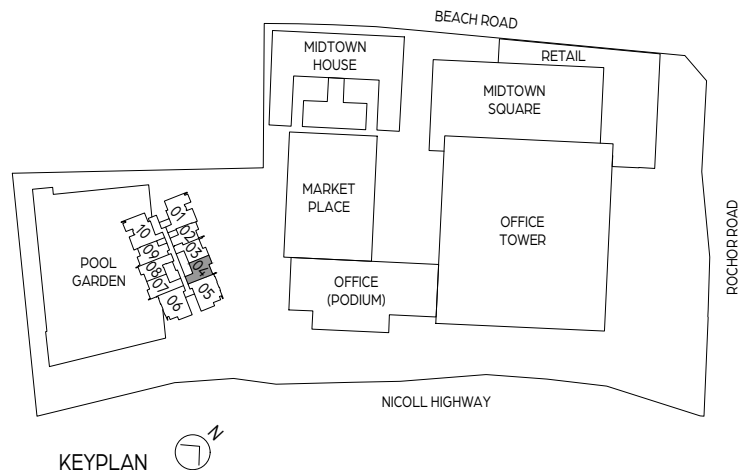 BEACH ROAD
MIDTOWN
HOUSE
RETAIL
MIDTOWN
SQUARE
MARKET
PLACE
OFFICE
TOWER
ROCHOR ROAD
01
02
03
04
05
10
09
08
07
06
POOL
GARDEN
OFFICE
(PODIUM)
NICOLL HIGHWAY
KEYPLAN
N